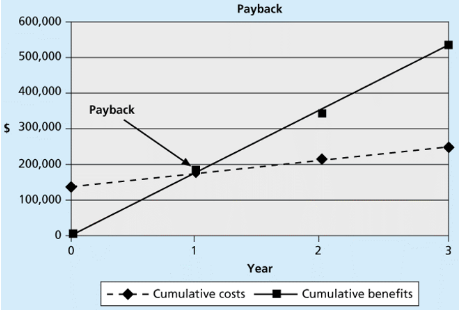 Payback
600,000
500,000
400,000
300,000
200,000
100,000
0
$
Payback
0 1 2 3
Year
Cumulative costs Cumulative benefits